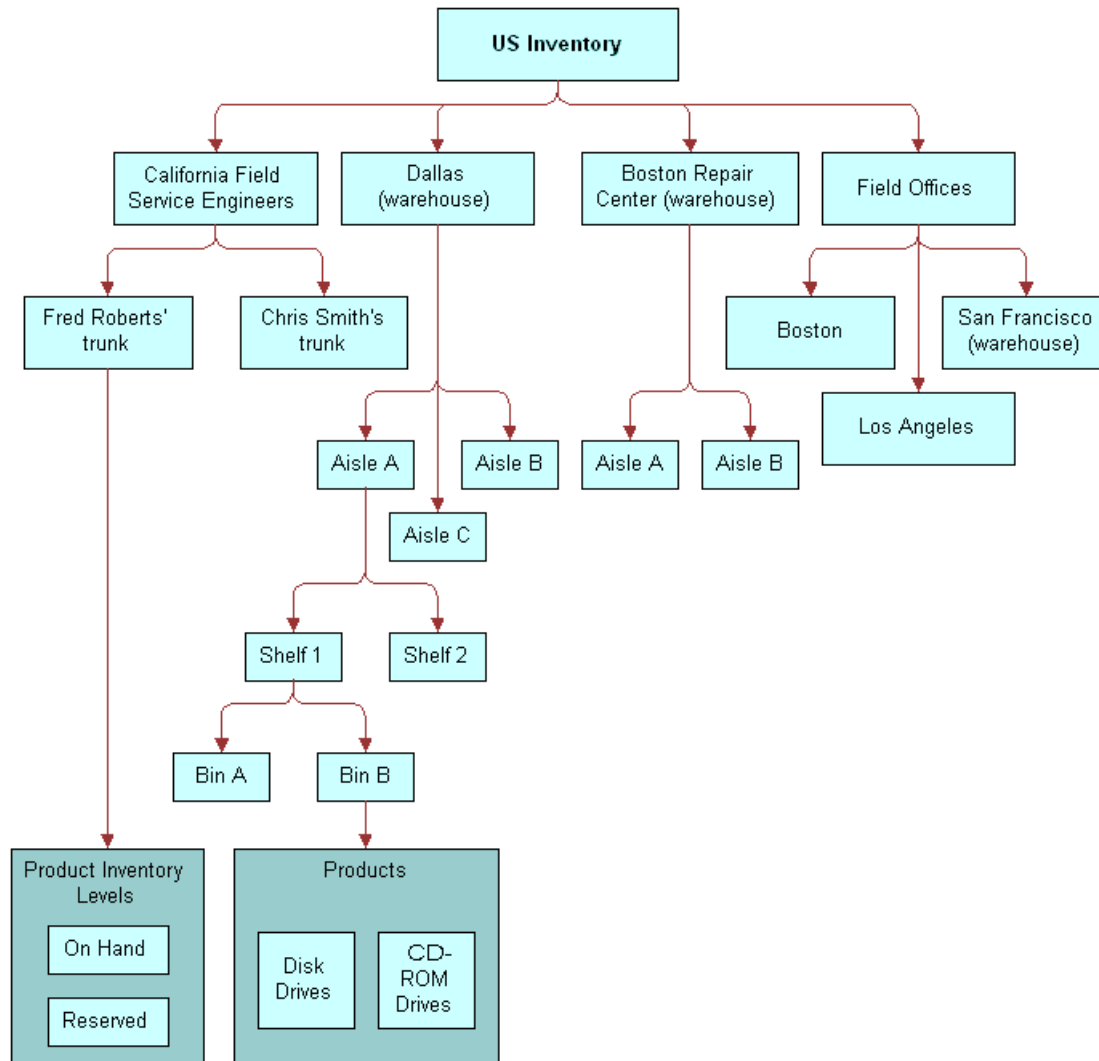 US Inventory
California Field
Service Engineers
Dallas
(warehouse)
Boston Repair
Center (warehouse)
Field Offices
Fred Roberts'
trunk
Chris Smith's
trunk
Boston
San Francisco
(warehouse)
Los Angeles
Aisle A
Aisle B
Aisle A
Aisle B
Aisle C
Shelf 1
Shelf 2
Bin A
Bin B
Product Inventory
Levels
On Hand
Reserved
Products
Disk
Drives
CD-
ROM
Drives